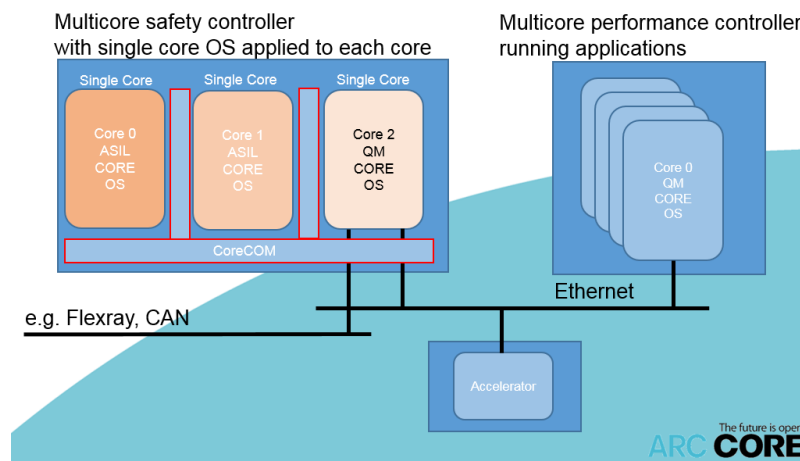 Multicore safety controller
with single core OS applied to each core
Multicore performance controller
running applications
Single Core
Single Core
Single Core
Core 0
ASIL
CORE
OS
Core 1
ASIL
CORE
OS
Core 2
QM
CORE
OS
CoreCOM
Core 0
QM
CORE
OS
Ethernet
e.g. Flexray, CAN
Accelerator
The future is oper
ARC CORE